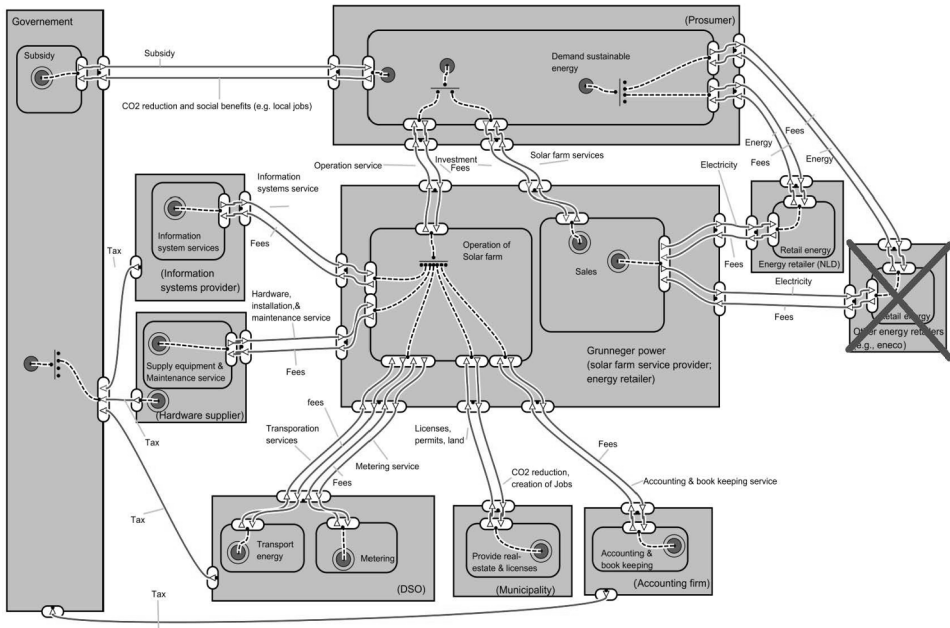 Governement
Subsidy
Subsidy
CO2 reduction and social benefits (e.g. local jobs)
(Prosumer)
Demand sustainable
energy
Operation service
Investment
Fees
Solar farm services
Energy
Fees
Fees
Energy
Electricity
Fees
Information
systems service
Fees
Information
system services
(Information
systems provider)
Tax
Operation of
Solar farm
Sales
Retail energy
Energy retailer (NLD)
Electricity
Fees
Retail energy
Other energy retailers
(e.g., eneco)
Hardware,
installation,&
maintenance service
Fees
Supply equipment &
Maintenance service
(Hardware supplier)
Tax
Grunneger power
(solar farm service provider;
energy retailer)
fees
Transporation
services
Metering service
Fees
Licenses,
permits, land
CO2 reduction,
creation of Jobs
Fees
Accounting & book keeping service
Tax
Transport
energy
Metering
(DSO)
Provide real-
estate & licenses
(Municipality)
Accounting &
book keeping
(Accounting firm)
Tax